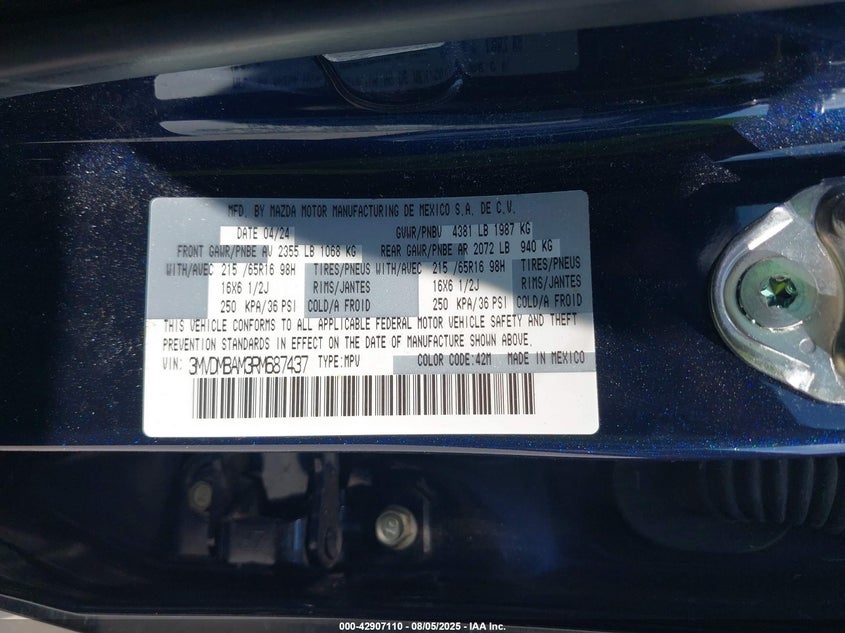 MFD. BY MAZDA MOTOR MANUFACTURING DE MEXICO S.A. DE C.V.
DATE 04/24 GVWR/PNBV 4381 LB 1987 KG
FRONT GAWR/PNBE AV 2355 LB 1068 KG REAR GAWR/PNBE AR 2072 LB 940 KG
WITH/AVEC 215 /65R16 98H TIRES/PNEUS WITH/AVEC 215 /65R16 98H TIRES/PNEUS
16X6 1/2J RIMS/JANTES 16X6 1/2J RIMS/JANTES
250 KPA/36 PSI COLD/A FROID 250 KPA/36 PSI COLD/A FROID
THIS VEHICLE CONFORMS TO ALL APPLICABLE FEDERAL MOTOR VEHICLE SAFETY AND THEFT
PREVENTION STANDARDS IN EFFECT ON THE DATE OF MANUFACTURE SHOWN ABOVE.
VIN: 3MVDMBAM3RM687437 TYPE:MPV COLOR CODE:42M MADE IN MEXICO
000-42907110 - 08/05/2025 - IAA Inc.